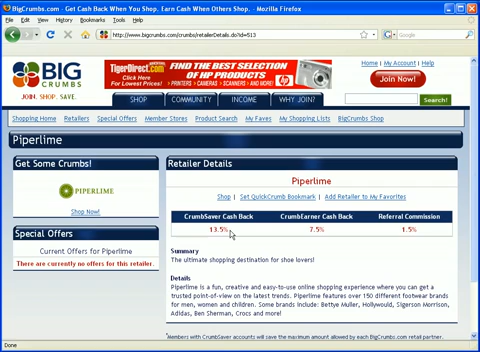 BigCrumbs.com - Get Cash Back When You Shop. Earn Cash When Others Shop. - Mozilla Firefox
File Edit View History Bookmarks Tools Help
http://www.bigcrumbs.com/crumbs/retailerDetails.do?id=513
Google
BIG CRUMBS
JOIN. SHOP. SAVE.
TigerDirect.com
Click Here For Lowest Prices!
FIND THE BEST SELECTION OF HP PRODUCTS
PRINTERS CAMERAS SCANNERS AND MORE!
hp
Home | My Account | Help
Join Now!
SHOP COMMUNITY INCOME WHY JOIN?
Search!
Shopping Home Retailers Special Offers Member Stores Product Search My Faves My Shopping Lists BigCrumbs Shop
Piperlime
Get Some Crumbs!
PIPERLIME
Shop Now!
Special Offers
Current Offers for Piperlime
There are currently no offers for this retailer.
Retailer Details
Piperlime
Shop | Set QuickCrumb Bookmark | Add Retailer to My Favorites
CrumbSaver Cash Back CrumbEarner Cash Back Referral Commission
13.5% 7.5% 1.5%
Summary
The ultimate shopping destination for shoe lovers!
Details
Piperlime is a fun, creative and easy-to-use online shopping experience where you can get a
trusted point-of-view on the latest trends. Piperlime features over 150 different footwear brands
for men, women and children. Some brands include: Bettye Muller, Hollywould, Sigerson Morrison,
Adidas, Ben Sherman, Crocs and more!
*Members with CrumbSaver accounts will save the maximum amount allowed by each BigCrumbs.com retail partner.
Done